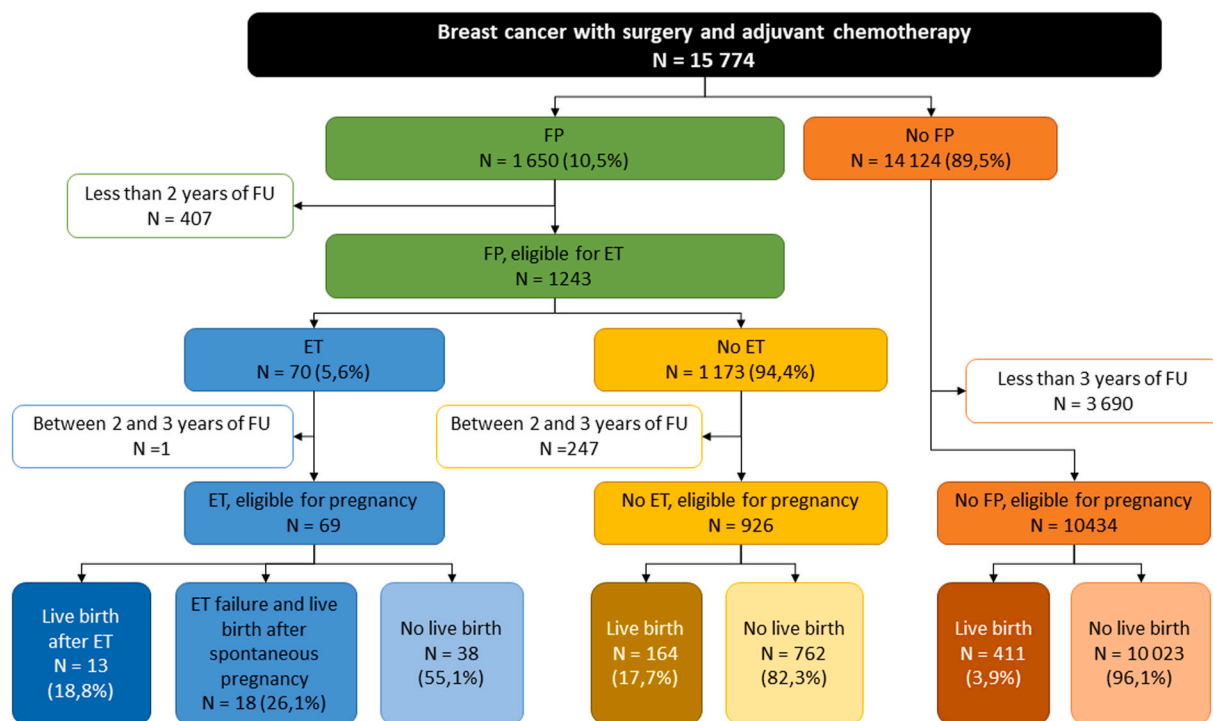 Breast cancer with surgery and adjuvant chemotherapy
N = 15 774
FP
N = 1 650 (10,5%)
No FP
N = 14 124 (89,5%)
Less than 2 years of FU
N = 407
FP, eligible for ET
N = 1243
ET
N = 70 (5,6%)
No ET
N = 1 173 (94,4%)
Less than 3 years of FU
N = 3 690
Between 2 and 3 years of FU
N =1
Between 2 and 3 years of FU
N =247
ET, eligible for pregnancy
N = 69
No ET, eligible for pregnancy
N = 926
No FP, eligible for pregnancy
N = 10434
Live birth
after ET
N = 13
(18,8%)
ET failure and live
birth after
spontaneous
pregnancy
N = 18 (26,1%)
No live birth
N = 38
(55,1%)
Live birth
N = 164
(17,7%)
No live birth
N = 762
(82,3%)
Live birth
N = 411
(3,9%)
No live birth
N = 10 023
(96,1%)